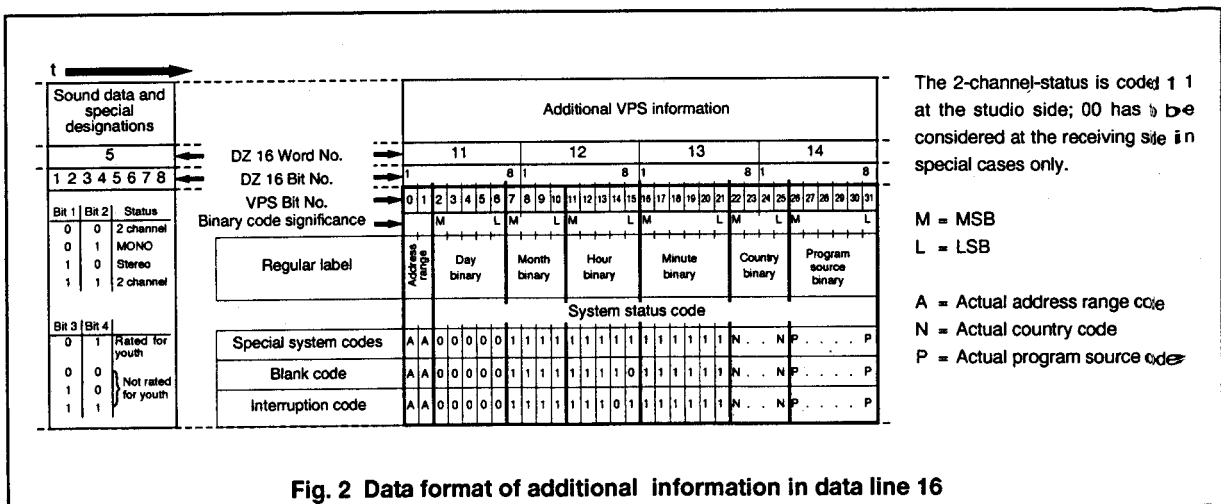 t
Sound data and
special
designations
Additional VPS information
5
DZ 16 Word No.
11 12 13 14
1 2 3 4 5 6 7 8
DZ 16 Bit No.
1 8 1 8 1 8 1 8
VPS Bit No.
0 1 2 3 4 5 6 7 8 9 10 11 12 13 14 15 16 17 18 19 20 21 22 23 24 25 26 27 28 29 30 31
Binary code significance
M L M L M L M L M L M L
Bit 1 Bit 2 Status
0 0 2 channel
0 1 MONO
1 0 Stereo
1 1 2 channel
Regular label
Address
range
Day
binary
Month
binary
Hour
binary
Minute
binary
Country
binary
Program
source
binary
System status code
Bit 3 Bit 4
0 1 Rated for
youth
0 0
1 0
1 1
Not rated
for youth
Special system codes
A A 0 0 0 0 0 1 1 1 1 1 1 1 1 1 1 1 1 1 1 1 N . . N P . . . . P
Blank code
A A 0 0 0 0 0 1 1 1 1 1 1 1 1 0 1 1 1 1 1 1 N . . N P . . . . P
Interruption code
A A 0 0 0 0 0 1 1 1 1 1 1 1 0 1 1 1 1 1 1 1 N . . N P . . . . P
The 2-channel-status is coded 1 1
at the studio side; 00 has be
considered at the receiving side in
special cases only.
M = MSB
L = LSB
A = Actual address range code
N = Actual country code
P = Actual program source
Fig. 2 Data format of additional information in data line 16